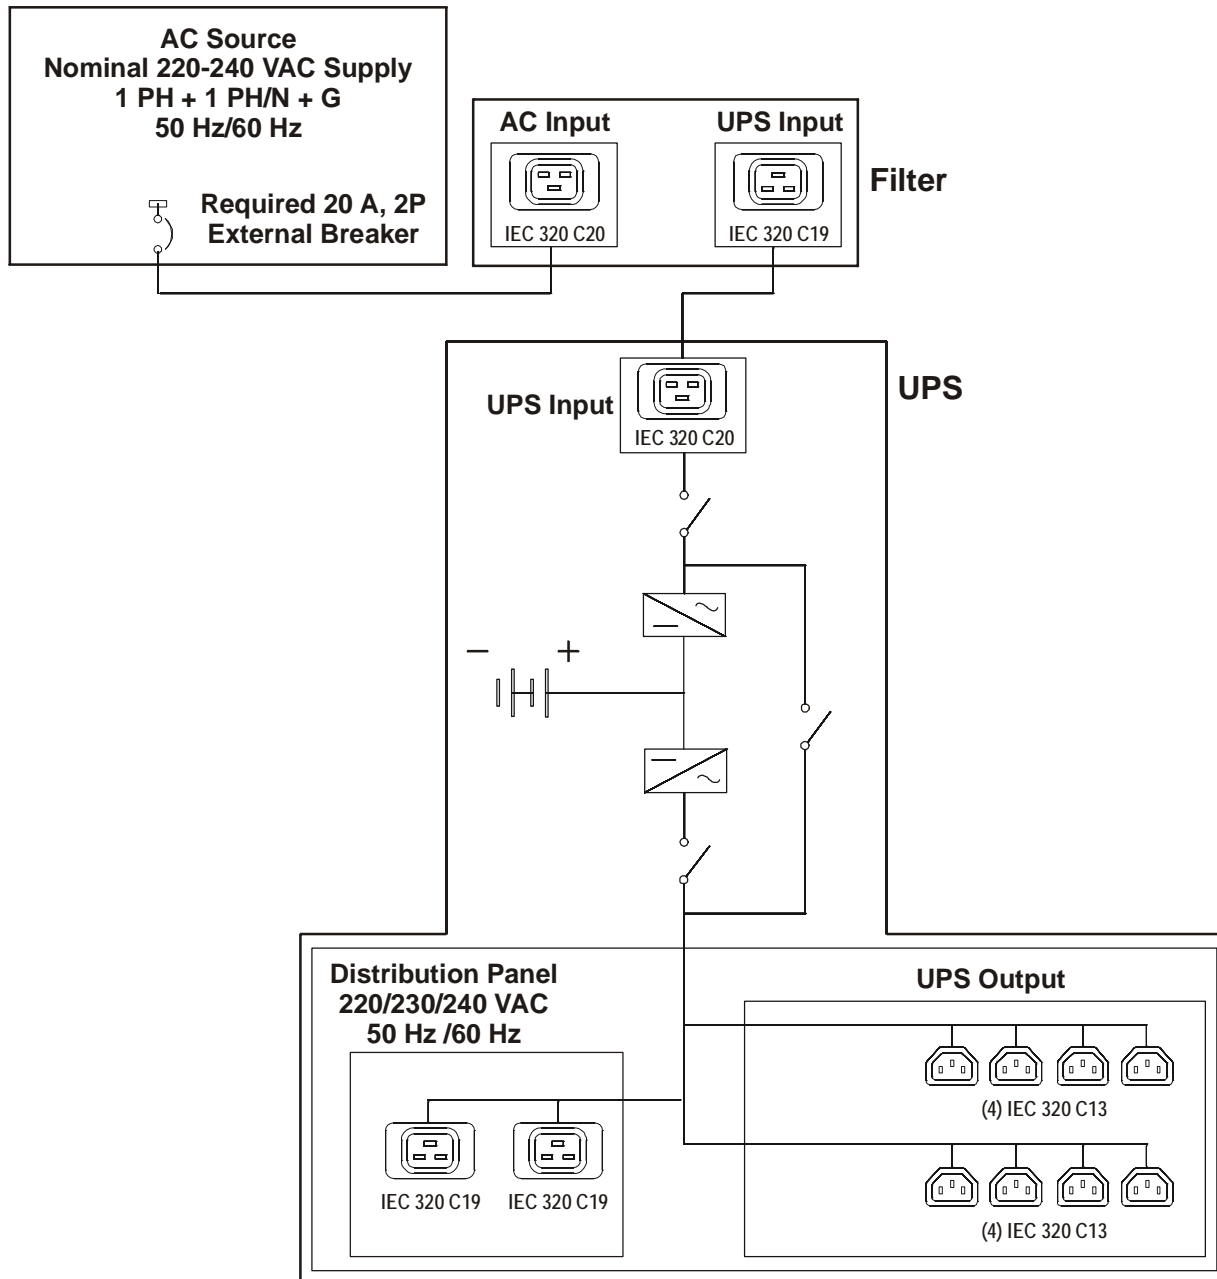 AC Source
Nominal 220-240 VAC Supply
1 PH + 1 PH/N + G
50 Hz/60 Hz
Required 20 A, 2P
External Breaker
AC Input
UPS Input
IEC 320 C20
IEC 320 C19
Filter
UPS
UPS Input
IEC 320 C20
− +
Distribution Panel
220/230/240 VAC
50 Hz /60 Hz
IEC 320 C19
IEC 320 C19
UPS Output
(4) IEC 320 C13
(4) IEC 320 C13